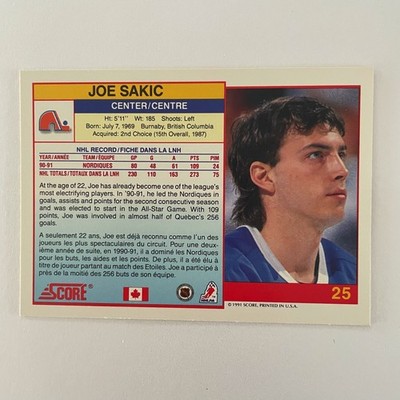 JOE SAKIC
CENTER/CENTRE
Ht: 5'11" Wt: 185 Shoots: Left
Born: July 7, 1969 Burnaby, British Columbia
Acquired: 2nd Choice (15th Overall, 1987)
NHL RECORD/FICHE DANS LA LNH
YEAR/ANNÉE TEAM/ÉQUIPE GP G A PTS PIM
90-91 NORDIQUES 80 48 61 109 24
NHL TOTALS/TOTAUX DANS LA LNH 230 110 163 273 75
At the age of 22, Joe has already become one of the league's
most electrifying players. In '90-91, he led the Nordiques in
goals, assists and points for the second consecutive season
and was elected to start in the All-Star Game. With 109
points, Joe was involved in almost half of Quebec's 256
goals.
A seulement 22 ans, Joe est déjà reconnu comme l'un des
joueurs les plus spectaculaires du circuit. Pour une deux-
ième année de suite, en 1990-91, il a dominé les Nordiques
pour les buts, les aides et les points. De plus, il a été élu à
titre de joueur partant au match des Etoiles. Joe a participé à
près de la moitié des 256 buts de son équipe.
SCORE®
NHL
NHLPA
25
© 1991 SCORE, PRINTED IN U.S.A.